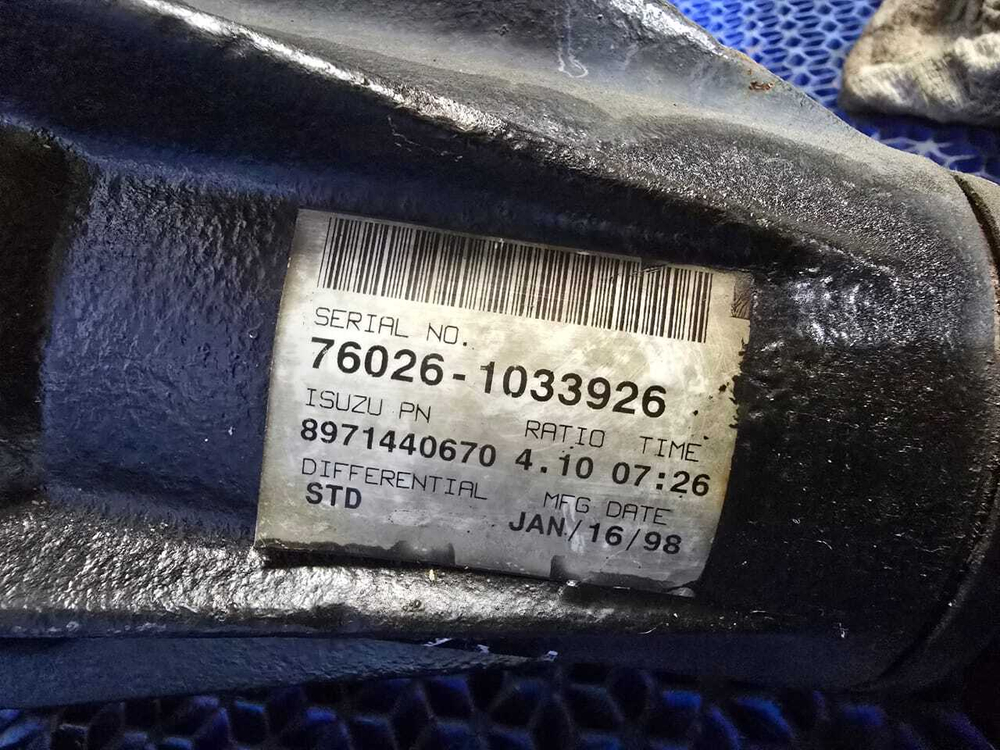 SERIAL NO.
76026-1033926
ISUZU PN RATIO TIME
8971440670 4.10 07:26
DIFFERENTIAL MFG DATE
STD JAN/16/98